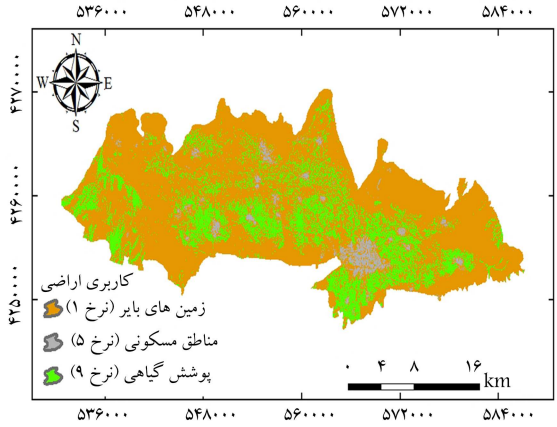 ۵۳۶۰۰۰ ۵۴۸۰۰۰ ۵۶۰۰۰۰ ۵۷۲۰۰۰ ۵۸۴۰۰۰
N
W E
S
۴۲۷۰۰۰۰
۴۲۶۰۰۰۰
۴۲۵۰۰۰۰
کاربری اراضی
زمین های بایر (نرخ ۱)
مناطق مسکونی (نرخ ۵)
پوشش گیاهی (نرخ ۹)
۰ ۴ ۸ ۱۶
km
۵۳۶۰۰۰ ۵۴۸۰۰۰ ۵۶۰۰۰۰ ۵۷۲۰۰۰ ۵۸۴۰۰۰